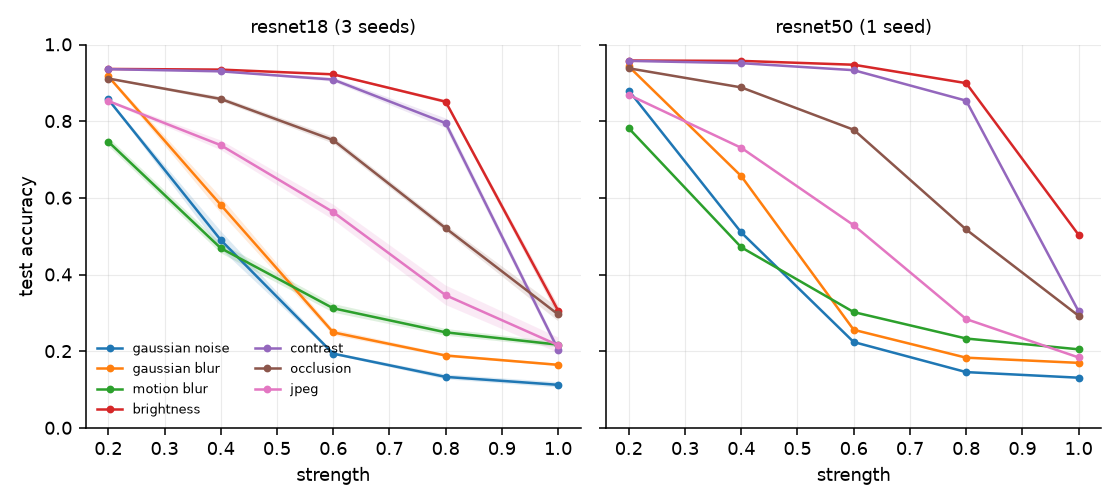 resnet18 (3 seeds)
resnet50 (1 seed)
test accuracy
1.0
0.8
0.6
0.4
0.2
0.0
gaussian noise
gaussian blur
motion blur
brightness
contrast
occlusion
jpeg
0.2 0.3 0.4 0.5 0.6 0.7 0.8 0.9 1.0
strength
0.2 0.3 0.4 0.5 0.6 0.7 0.8 0.9 1.0
strength